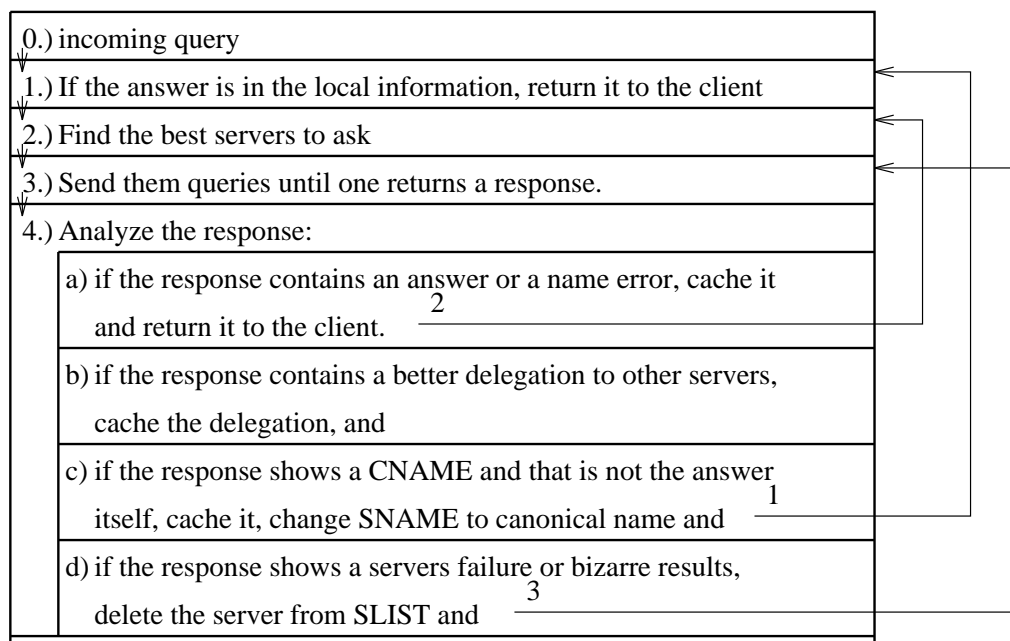 0.) incoming query
1.) If the answer is in the local information, return it to the client
2.) Find the best servers to ask
3.) Send them queries until one returns a response.
4.) Analyze the response:
a) if the response contains an answer or a name error, cache it
and return it to the client.
2
b) if the response contains a better delegation to other servers,
cache the delegation, and
c) if the response shows a CNAME and that is not the answer
itself, cache it, change SNAME to canonical name and
1
d) if the response shows a servers failure or bizarre results,
delete the server from SLIST and
3